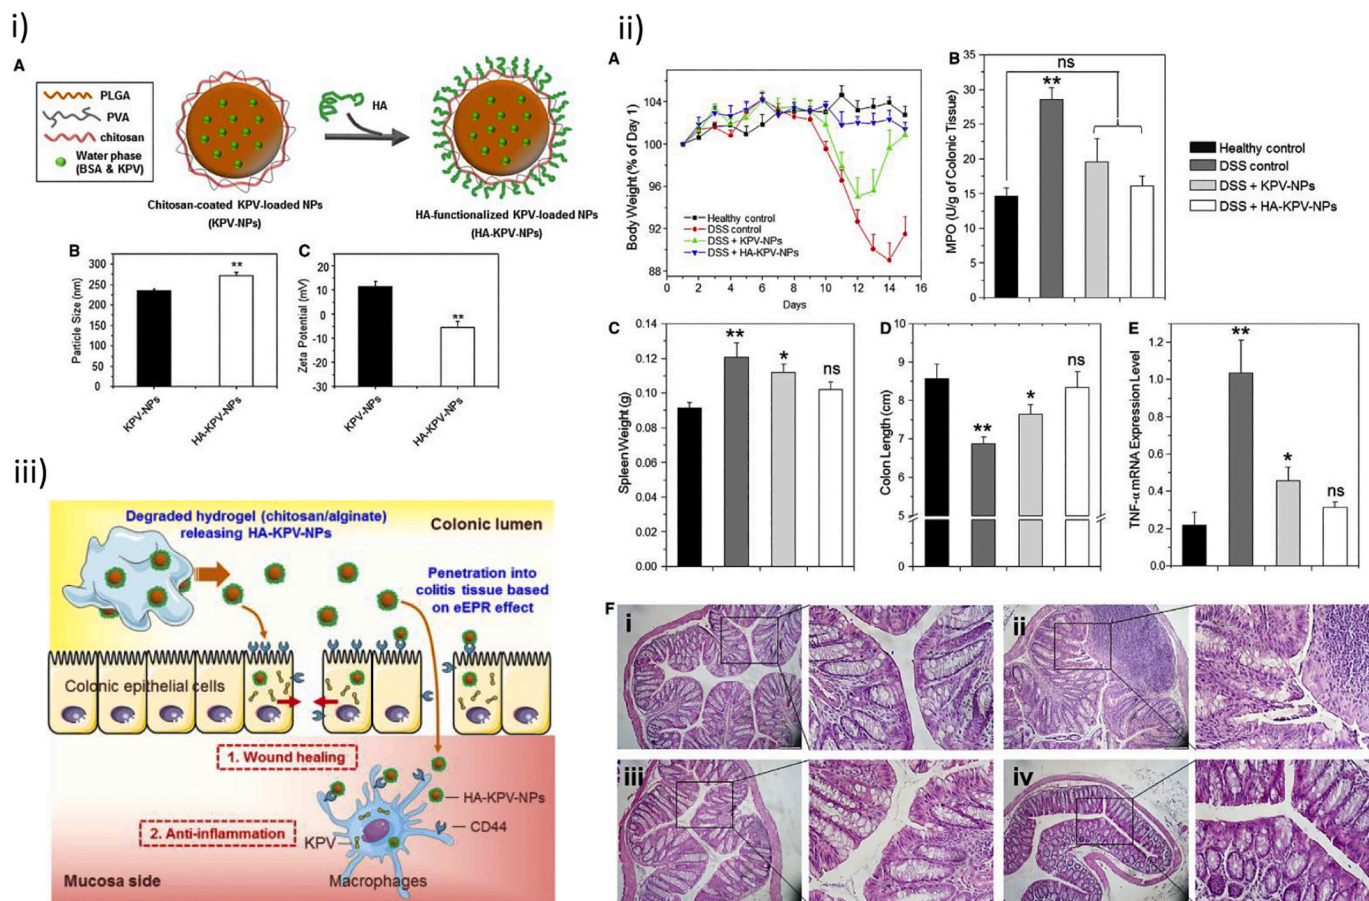 i)
A
PLGA
PVA
chitosan
Water phase
(BSA & KPV)
HA
Chitosan-coated KPV-loaded NPs
(KPV-NPs)
HA-functionalized KPV-loaded NPs
(HA-KPV-NPs)
B
Particle Size (nm)
300
250
200
150
100
50
0
**
KPV-NPs
HA-KPV-NPs
C
Zeta Potential (mV)
20
10
0
-10
-20
-30
**
KPV-NPs
HA-KPV-NPs
ii)
A
Body Weight (% of Day 1)
104
100
96
92
88
Healthy control
DSS control
DSS + KPV-NPs
DSS + HA-KPV-NPs
0 2 4 6 8 10 12 14 16
Days
B
MPO (U/g of Colonic Tissue)
35
30
25
20
15
10
5
0
ns
**
Healthy control
DSS control
DSS + KPV-NPs
DSS + HA-KPV-NPs
C
Spleen Weight (g)
0.14
0.12
0.10
0.08
0.06
0.04
0.02
0.00
**
*
ns
D
Colon Length (cm)
10
9
8
7
6
5
0
**
*
ns
E
TNF-α mRNA Expression Level
1.2
1.0
0.8
0.6
0.4
0.2
0.0
**
*
ns
F
i
ii
iii
iv
iii)
Degraded hydrogel (chitosan/alginate)
releasing HA-KPV-NPs
Colonic lumen
Penetration into
colitis tissue based
on eEPR effect
Colonic epithelial cells
1. Wound healing
HA-KPV-NPs
2. Anti-inflammation
CD44
KPV
Mucosa side
Macrophages